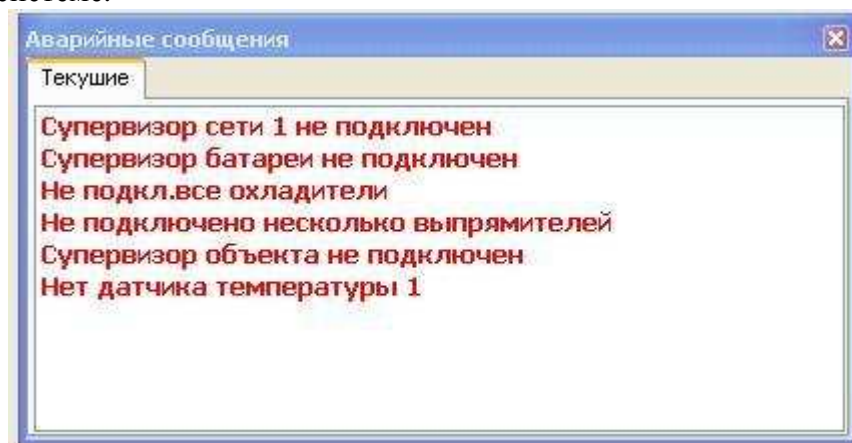 Аварийные сообщения
Текушие
Супервизор сети 1 не подключен
Супервизор батареи не подключен
Не подкл.все охладители
Не подключено несколько выпрямителей
Супервизор объекта не подключен
Нет датчика температуры 1